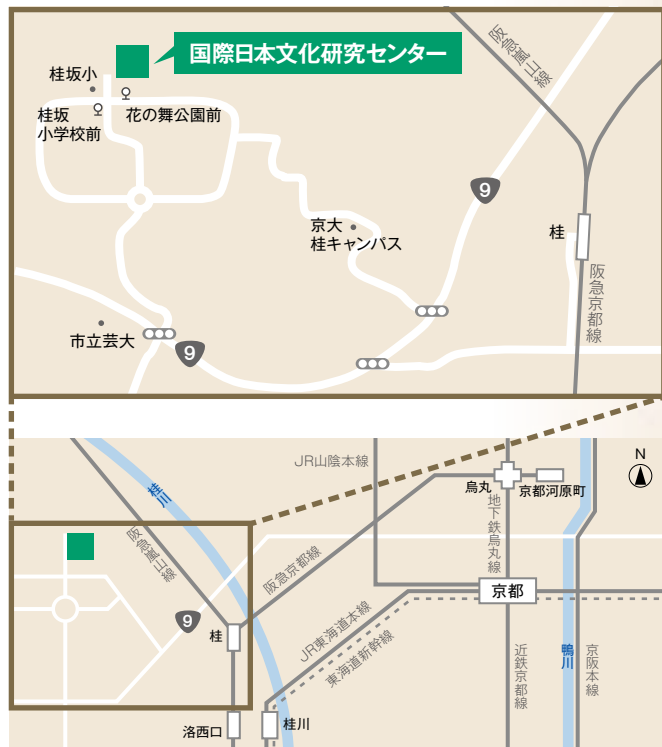 国際日本文化研究センター
阪急嵐山線
桂坂小
桂坂
小学校前
花の舞公園前
9
京大
桂キャンパス
桂
阪急京都線
市立芸大
9
JR山陰本線
N
桂川
烏丸
京都河原町
地下鉄烏丸線
阪急嵐山線
阪急京都線
京都
9
桂
JR東海道本線
東海道新幹線
近鉄京都線
鴨川
京阪本線
洛西口
桂川